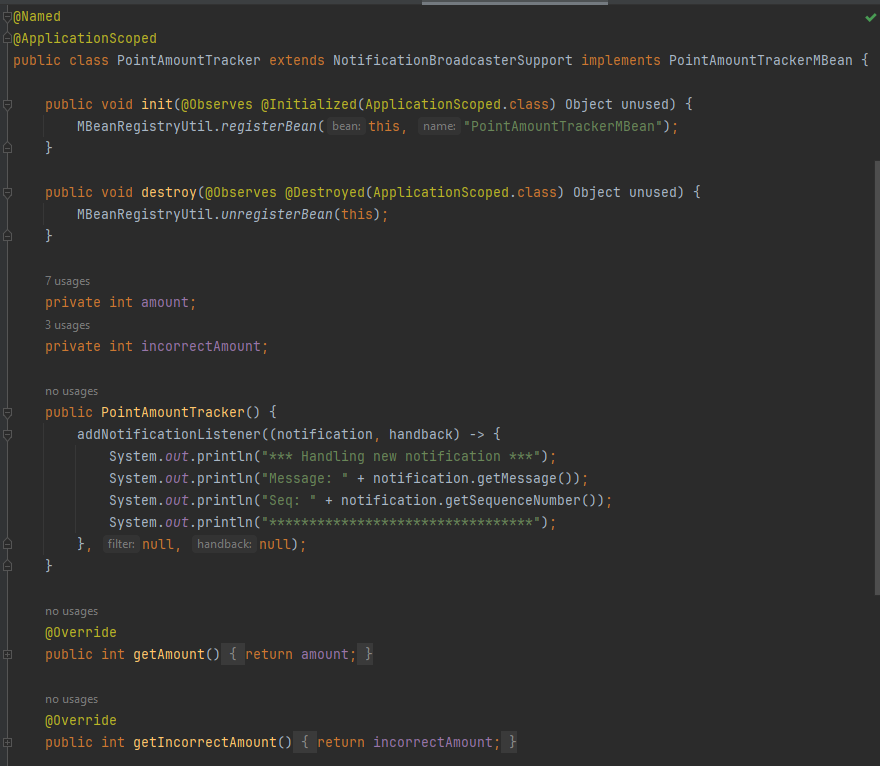 @Named
@ApplicationScoped
public class PointAmountTracker extends NotificationBroadcasterSupport implements PointAmountTrackerMBean {
public void init(@Observes @Initialized(ApplicationScoped.class) Object unused) {
MBeanRegistryUtil.registerBean( bean: this, name: "PointAmountTrackerMBean");
}
public void destroy(@Observes @Destroyed(ApplicationScoped.class) Object unused) {
MBeanRegistryUtil.unregisterBean(this);
}
7 usages
private int amount;
3 usages
private int incorrectAmount;
no usages
public PointAmountTracker() {
addNotificationListener((notification, handback) -> {
System.out.println("*** Handling new notification ***");
System.out.println("Message: " + notification.getMessage());
System.out.println("Seq: " + notification.getSequenceNumber());
System.out.println("*********************************");
}, filter: null, handback: null);
}
no usages
@Override
public int getAmount() { return amount; }
no usages
@Override
public int getIncorrectAmount() { return incorrectAmount; }